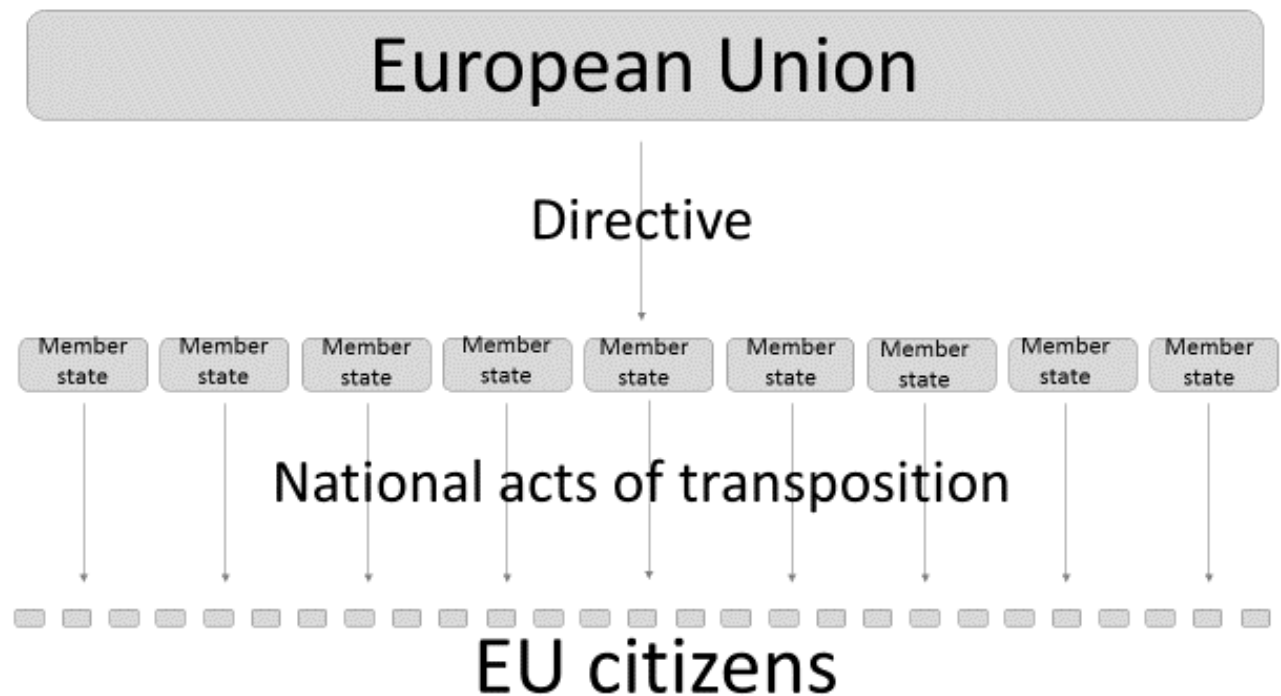 European Union
Directive
Member state
Member state
Member state
Member state
Member state
Member state
Member state
Member state
Member state
National acts of transposition
EU citizens